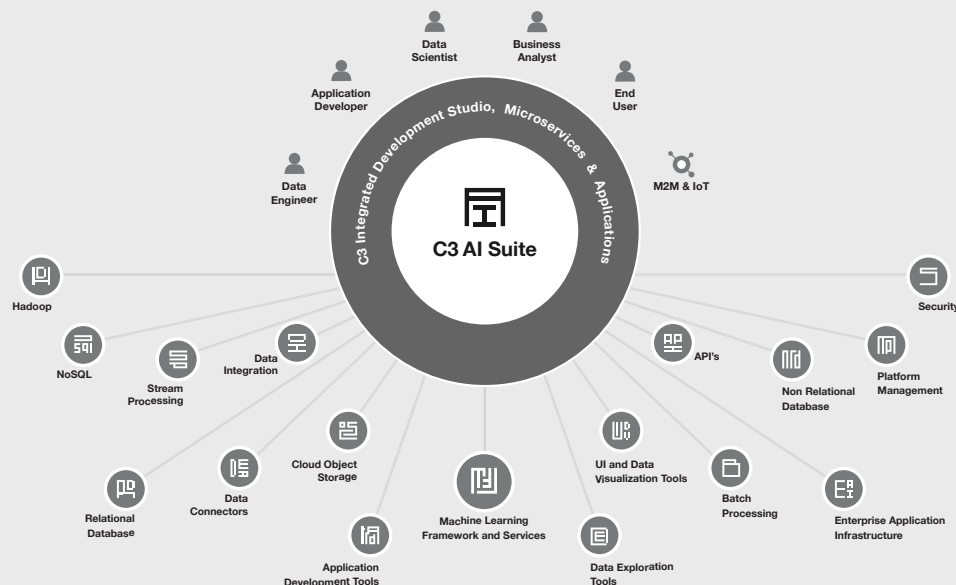 Data
Scientist
Business
Analyst
Application
Developer
End
User
Data
Engineer
M2M & IoT
C3 Integrated Development Studio, Microservices & Applications
C3 AI Suite
Hadoop
Security
NoSQL
Stream
Processing
Data
Integration
API's
Non Relational
Database
Platform
Management
Relational
Database
Data
Connectors
Cloud Object
Storage
Application
Development Tools
Machine Learning
Framework and Services
UI and Data
Visualization Tools
Data Exploration
Tools
Batch
Processing
Enterprise Application
Infrastructure